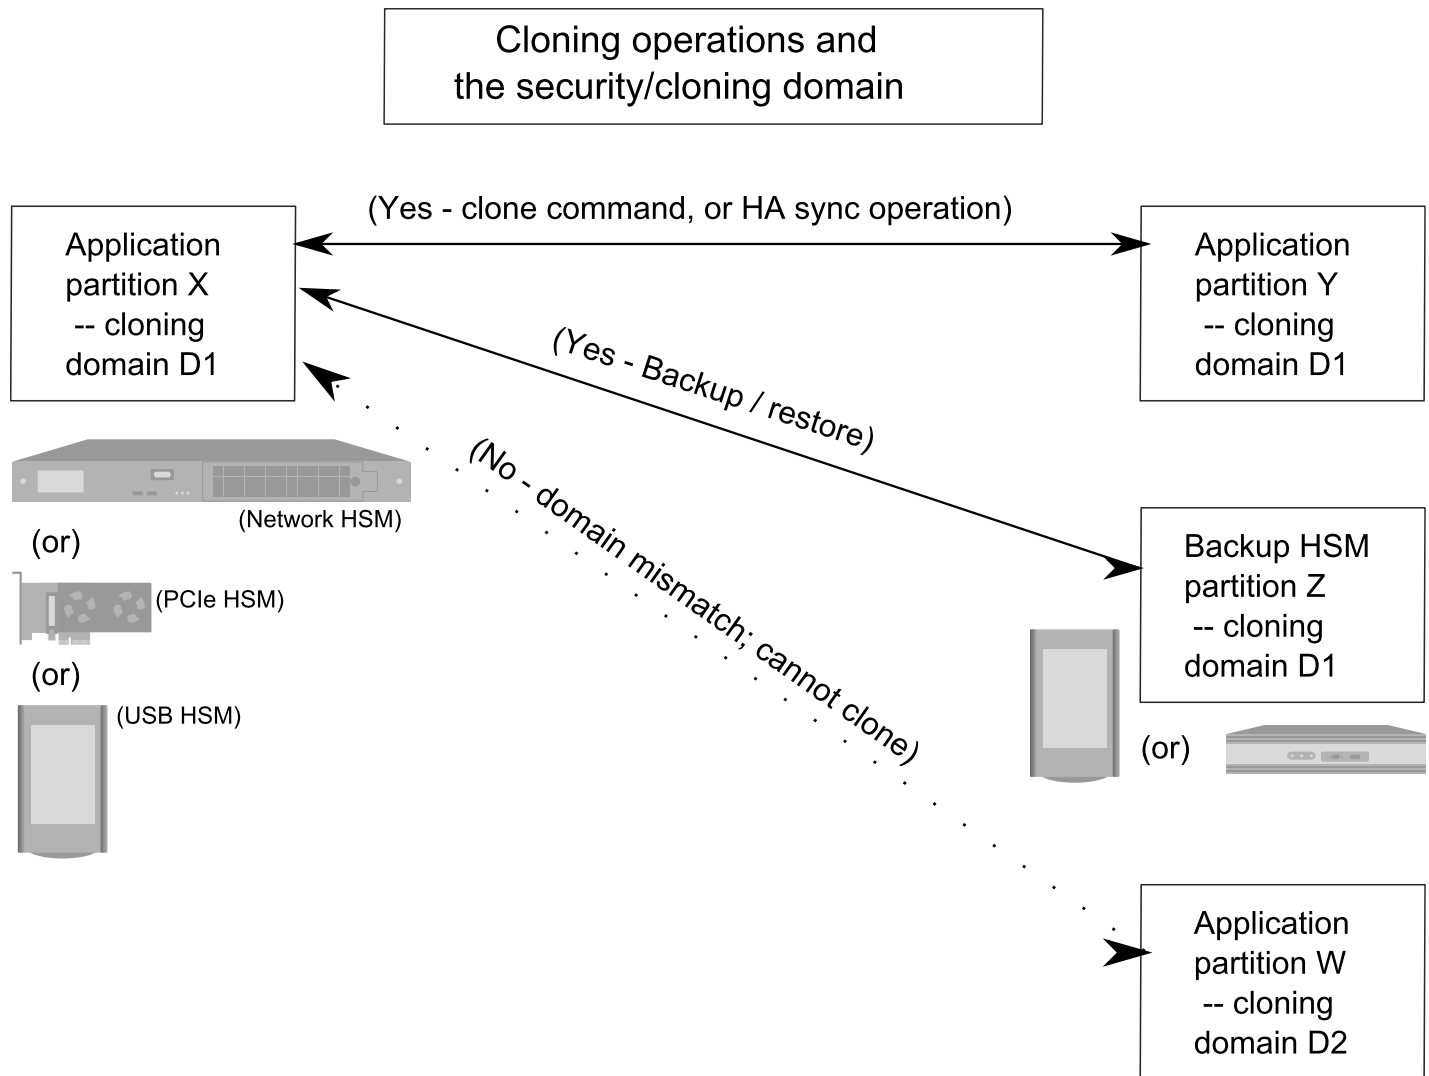 Cloning operations and
the security/cloning domain
(Yes - clone command, or HA sync operation)
Application
partition X
-- cloning
domain D1
Application
partition Y
-- cloning
domain D1
(Yes - Backup / restore)
(No - domain mismatch; cannot clone)
(Network HSM)
(or)
(PCIe HSM)
(or)
(USB HSM)
Backup HSM
partition Z
-- cloning
domain D1
(or)
Application
partition W
-- cloning
domain D2